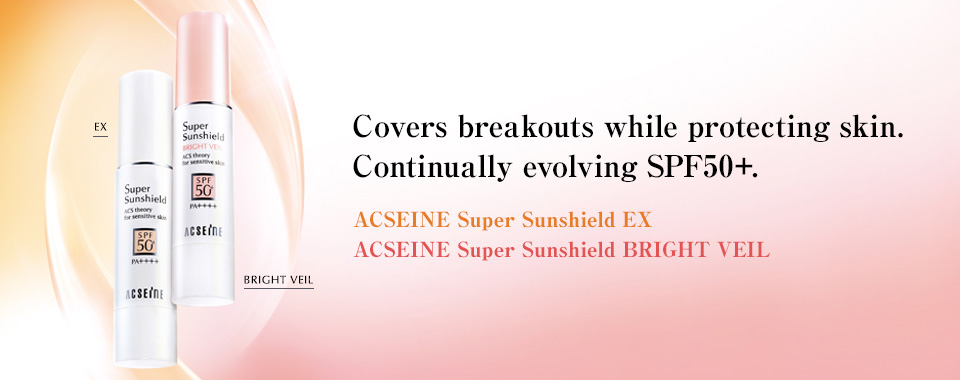 EX
Super
Sunshield
ACS theory
for sensitive skin
SPF
50+
PA++++
ACSEINE
Super
Sunshield
BRIGHT VEIL
ACS theory
for sensitive skin
SPF
50+
PA++++
ACSEINE
BRIGHT VEIL
Covers breakouts while protecting skin.
Continually evolving SPF50+.
ACSEINE Super Sunshield EX
ACSEINE Super Sunshield BRIGHT VEIL